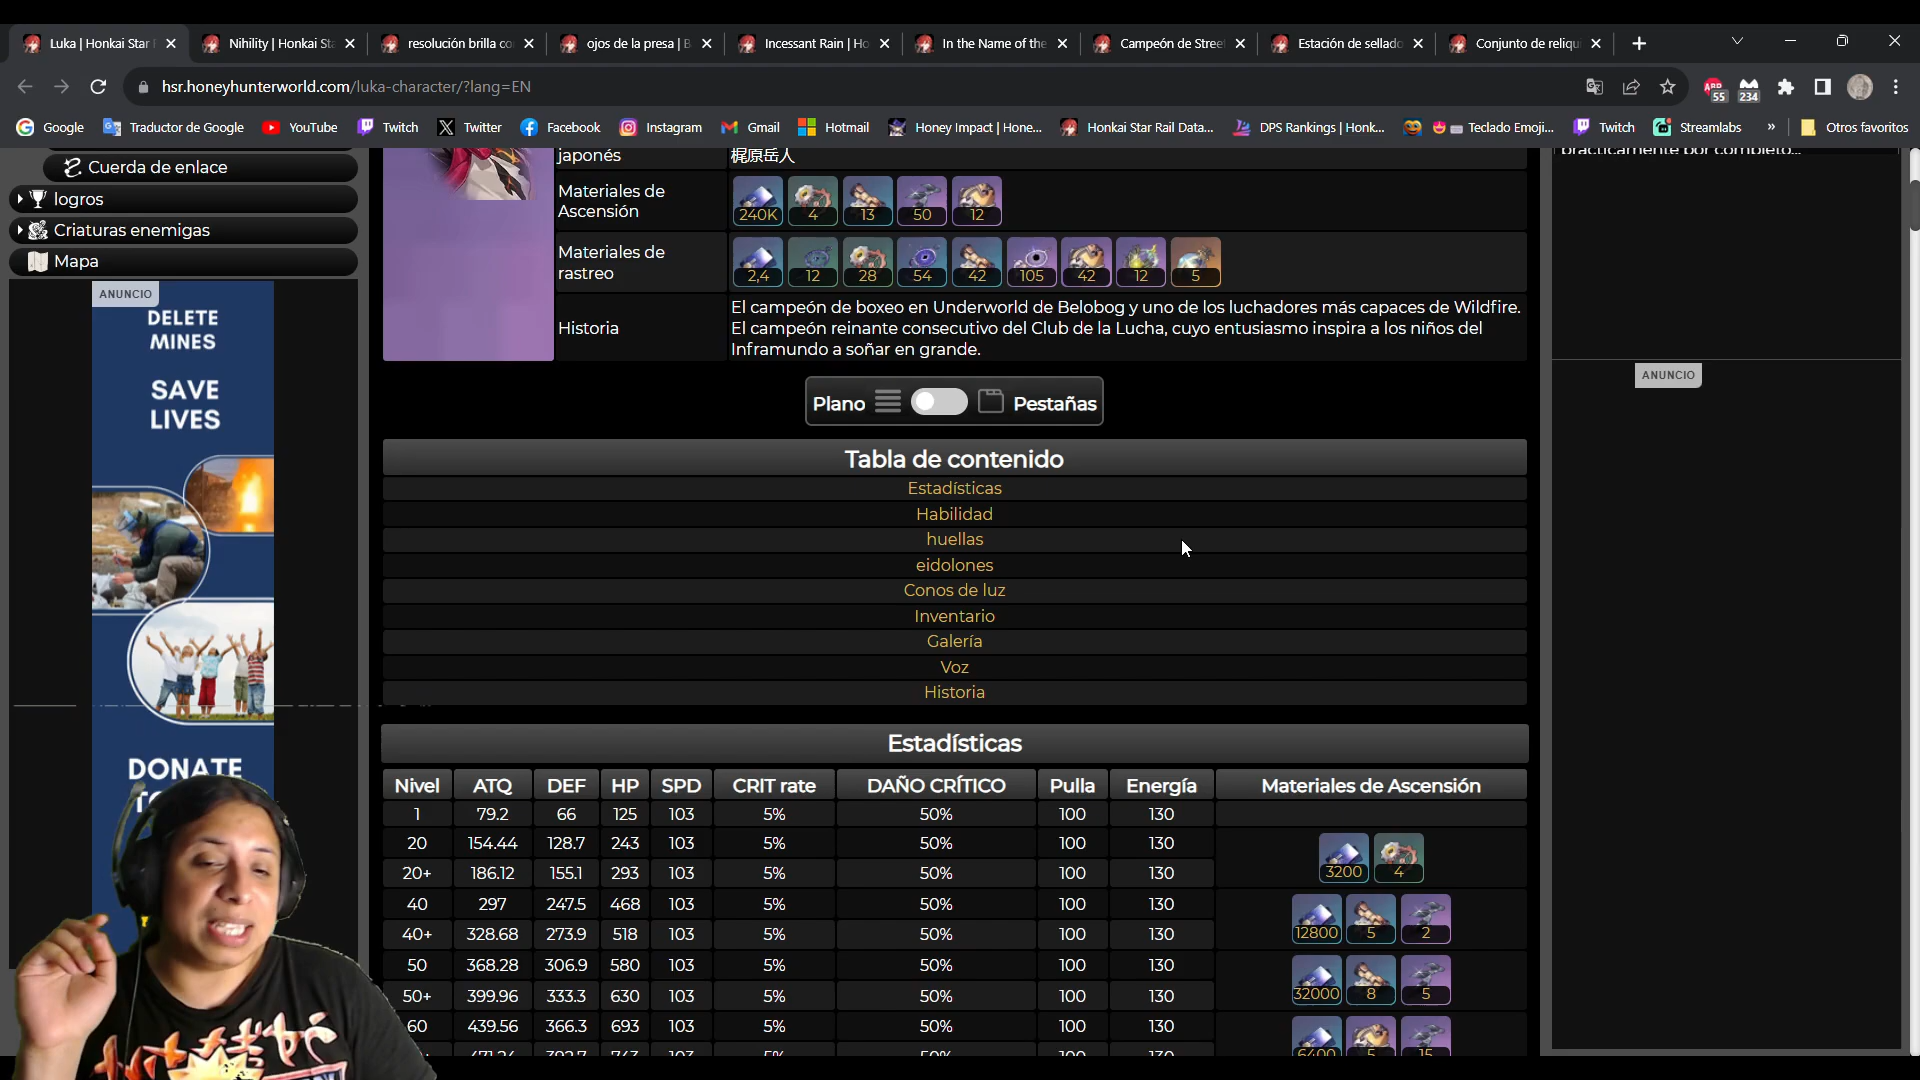 Luka | Honkai Star
Nihility | Honkai Sta
resolución brilla co
ojos de la presa | B
Incessant Rain | Ho
In the Name of the
Campeón de Street
Estación de sellado
Conjunto de reliqu
hsr.honeyhunterworld.com/luka-character/?lang=EN
ABP
55
234
Google
Traductor de Google
YouTube
Twitch
Twitter
Facebook
Instagram
Gmail
Hotmail
Honey Impact | Hone...
Honkai Star Rail Data...
DPS Rankings | Honk...
Teclado Emoji...
Twitch
Streamlabs
»
Otros favoritos
Cuerda de enlace
logros
Criaturas enemigas
Mapa
ANUNCIO
DELETE
MINES
SAVE
LIVES
DONATE
japonés
梶原岳人
Materiales de
Ascensión
240K 4 13 50 12
Materiales de
rastreo
2,4 12 28 54 42 105 42 12 5
Historia
El campeón de boxeo en Underworld de Belobog y uno de los luchadores más capaces de Wildfire.
El campeón reinante consecutivo del Club de la Lucha, cuyo entusiasmo inspira a los niños del
Inframundo a soñar en grande.
Plano
Pestañas
Tabla de contenido
Estadísticas
Habilidad
huellas
eidolones
Conos de luz
Inventario
Galería
Voz
Historia
Estadísticas
Nivel ATQ DEF HP SPD CRIT rate DAÑO CRÍTICO Pulla Energía Materiales de Ascensión
1 79.2 66 125 103 5% 50% 100 130
20 154.44 128.7 243 103 5% 50% 100 130
20+ 186.12 155.1 293 103 5% 50% 100 130
3200 4
40 297 247.5 468 103 5% 50% 100 130
40+ 328.68 273.9 518 103 5% 50% 100 130
12800 5 2
50 368.28 306.9 580 103 5% 50% 100 130
50+ 399.96 333.3 630 103 5% 50% 100 130
32000 8 5
60 439.56 366.3 693 103 5% 50% 100 130
6400 5 15
practicamente por completo...
ANUNCIO